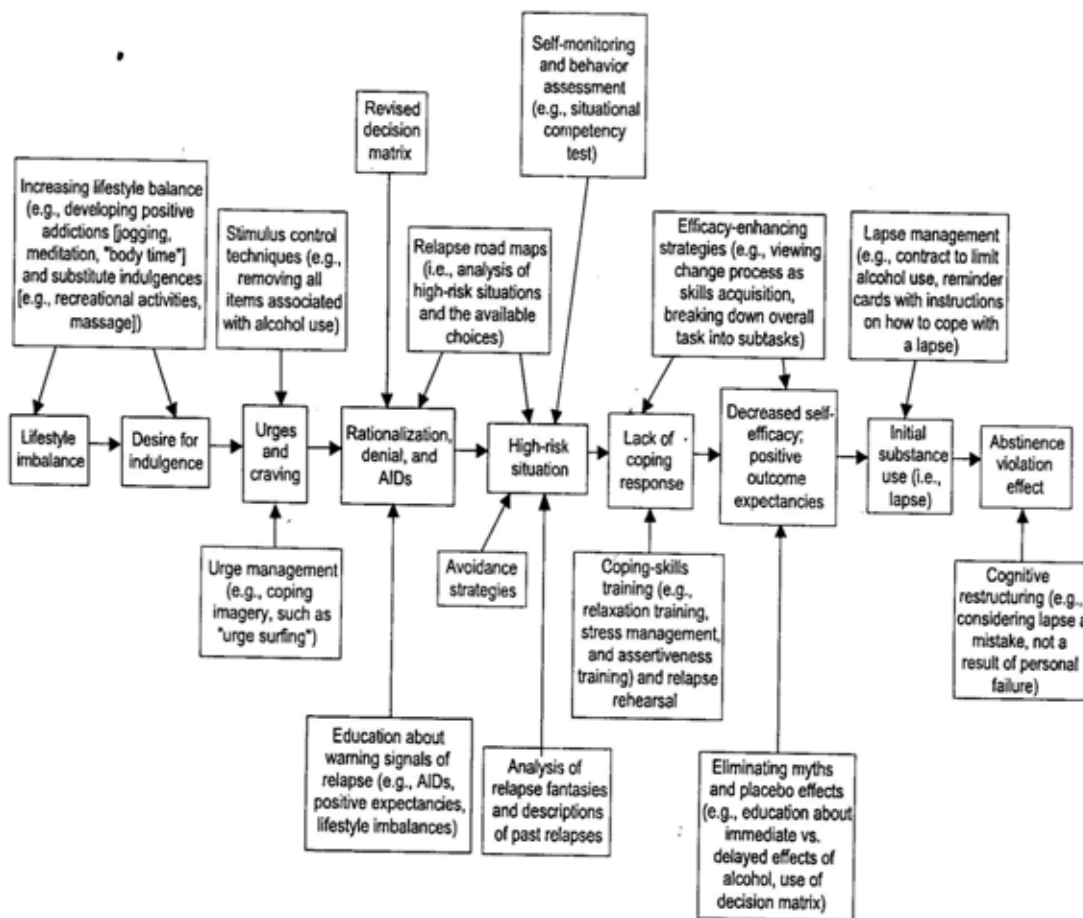 Self-monitoring
and behavior
assessment
(e.g., situational
competency
test)
Revised
decision
matrix
Increasing lifestyle balance
(e.g., developing positive
addictions [jogging,
meditation, "body time"]
and substitute indulgences
[e.g., recreational activities,
massage])
Stimulus control
techniques (e.g.,
removing all
items associated
with alcohol use)
Relapse road maps
(i.e., analysis of
high-risk situations
and the available
choices)
Efficacy-enhancing
strategies (e.g., viewing
change process as
skills acquisition,
breaking down overall
task into subtasks)
Lapse management
(e.g., contract to limit
alcohol use, reminder
cards with instructions
on how to cope with
a lapse)
Lifestyle
imbalance
Desire for
indulgence
Urges
and
craving
Rationalization,
denial, and
AIDs
High-risk
situation
Lack of
coping
response
Decreased self-
efficacy;
positive
outcome
expectancies
Initial
substance
use (i.e.,
lapse)
Abstinence
violation
effect
Urge management
(e.g., coping
imagery, such as
"urge surfing")
Avoidance
strategies
Coping-skills
training (e.g.,
relaxation training,
stress management,
and assertiveness
training) and relapse
rehearsal
Cognitive
restructuring (e.g.,
considering lapse a
mistake, not a
result of personal
failure)
Education about
warning signals of
relapse (e.g., AIDs,
positive expectancies,
lifestyle imbalances)
Analysis of
relapse fantasies
and descriptions
of past relapses
Eliminating myths
and placebo effects
(e.g., education about
immediate vs.
delayed effects of
alcohol, use of
decision matrix)